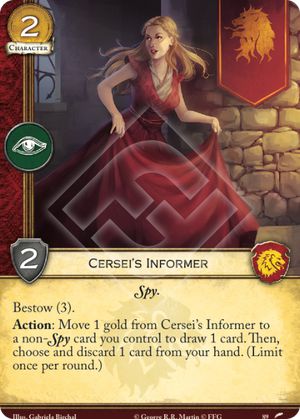 2
CHARACTER
2
CERSEI'S INFORMER
Spy.
Bestow (3).
Action: Move 1 gold from Cersei's Informer to
a non-Spy card you control to draw 1 card. Then,
choose and discard 1 card from your hand. (Limit
once per round.)
Illus. Gabriela Birchal © George R.R. Martin © FFG